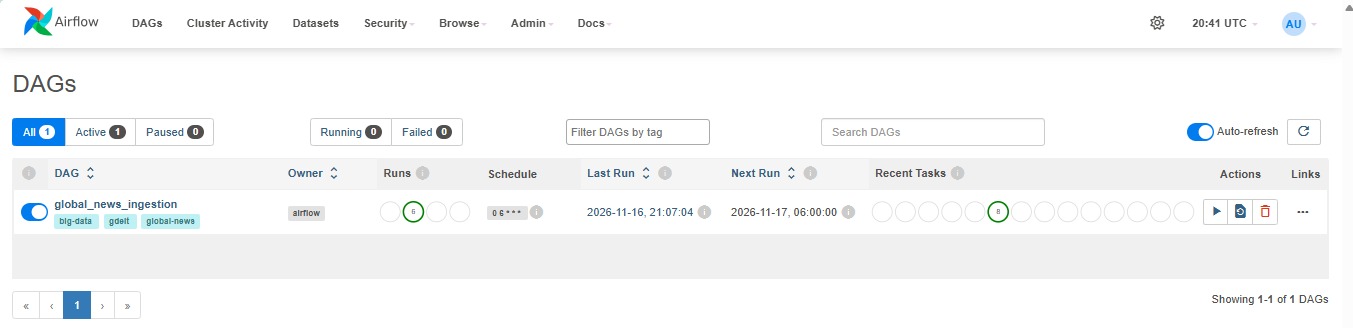 Airflow DAGs Cluster Activity Datasets Security Browse Admin Docs 20:41 UTC AU
DAGs
All 1 Active 1 Paused 0 Running 0 Failed 0 Filter DAGs by tag Search DAGs Auto-refresh
i DAG Owner Runs i Schedule Last Run i Next Run i Recent Tasks i Actions Links
global_news_ingestion airflow 6 0 6 * * * i 2026-11-16, 21:07:04 i 2026-11-17, 06:00:00 i 8 ...
big-data gdelt global-news
« ‹ 1 › » Showing 1-1 of 1 DAGs